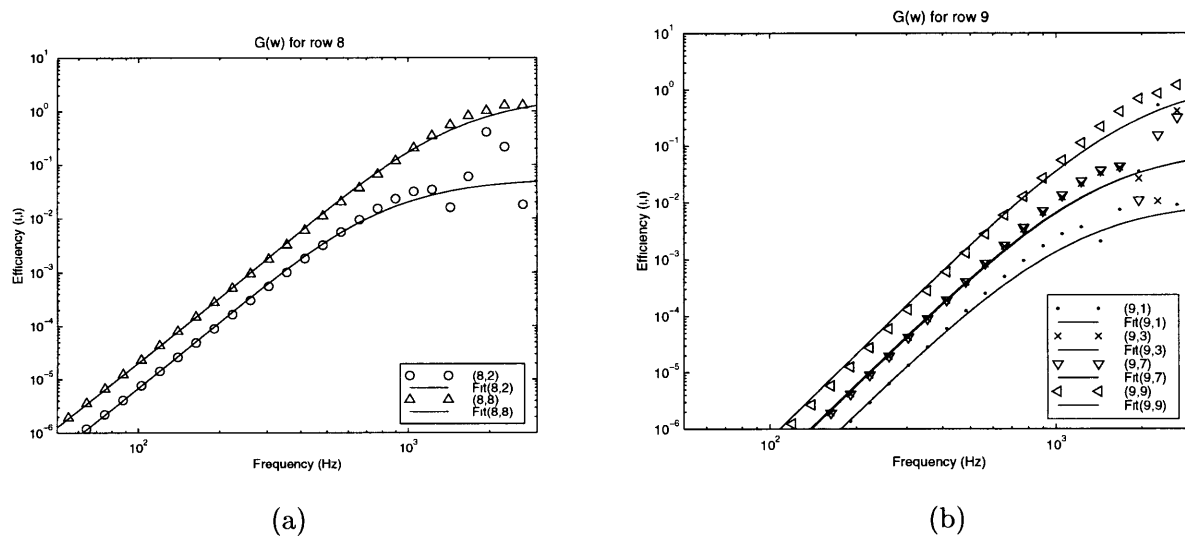 G(w) for row 8
10^1
10^0
10^-1
10^-2
10^-3
10^-4
10^-5
10^-6
Efficiency (i,i)
10^2
10^3
Frequency (Hz)
(8,2)
Fit(8,2)
(8,8)
Fit(8,8)
(a)
G(w) for row 9
10^1
10^0
10^-1
10^-2
10^-3
10^-4
10^-5
10^-6
Efficiency (i,i)
10^2
10^3
Frequency (Hz)
(9,1)
Fit(9,1)
(9,3)
Fit(9,3)
(9,7)
Fit(9,7)
(9,9)
Fit(9,9)
(b)